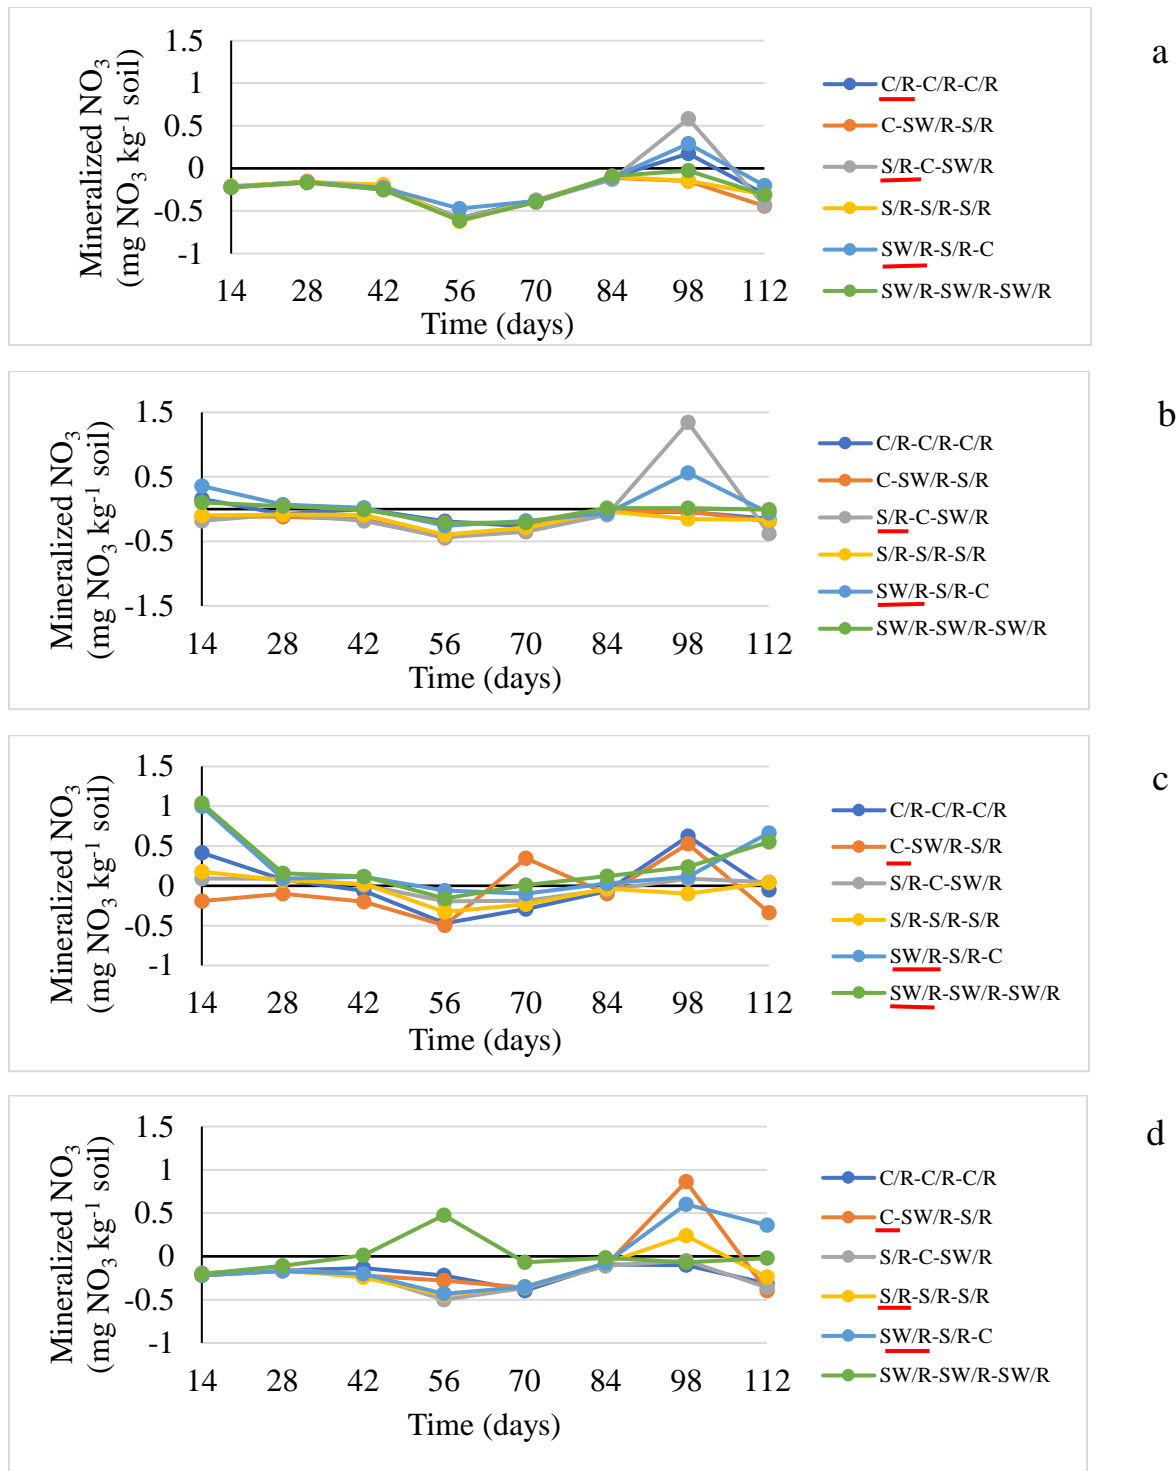 a
Mineralized NO3
(mg NO3 kg-1 soil)
1.5
1
0.5
0
-0.5
-1
14 28 42 56 70 84 98 112
Time (days)
C/R-C/R-C/R
C-SW/R-S/R
S/R-C-SW/R
S/R-S/R-S/R
SW/R-S/R-C
SW/R-SW/R-SW/R
b
Mineralized NO3
(mg NO3 kg-1 soil)
1.5
0.5
-0.5
-1.5
14 28 42 56 70 84 98 112
Time (days)
C/R-C/R-C/R
C-SW/R-S/R
S/R-C-SW/R
S/R-S/R-S/R
SW/R-S/R-C
SW/R-SW/R-SW/R
c
Mineralized NO3
(mg NO3 kg-1 soil)
1.5
1
0.5
0
-0.5
-1
14 28 42 56 70 84 98 112
Time (days)
C/R-C/R-C/R
C-SW/R-S/R
S/R-C-SW/R
S/R-S/R-S/R
SW/R-S/R-C
SW/R-SW/R-SW/R
d
Mineralized NO3
(mg NO3 kg-1 soil)
1.5
1
0.5
0
-0.5
-1
14 28 42 56 70 84 98 112
Time (days)
C/R-C/R-C/R
C-SW/R-S/R
S/R-C-SW/R
S/R-S/R-S/R
SW/R-S/R-C
SW/R-SW/R-SW/R